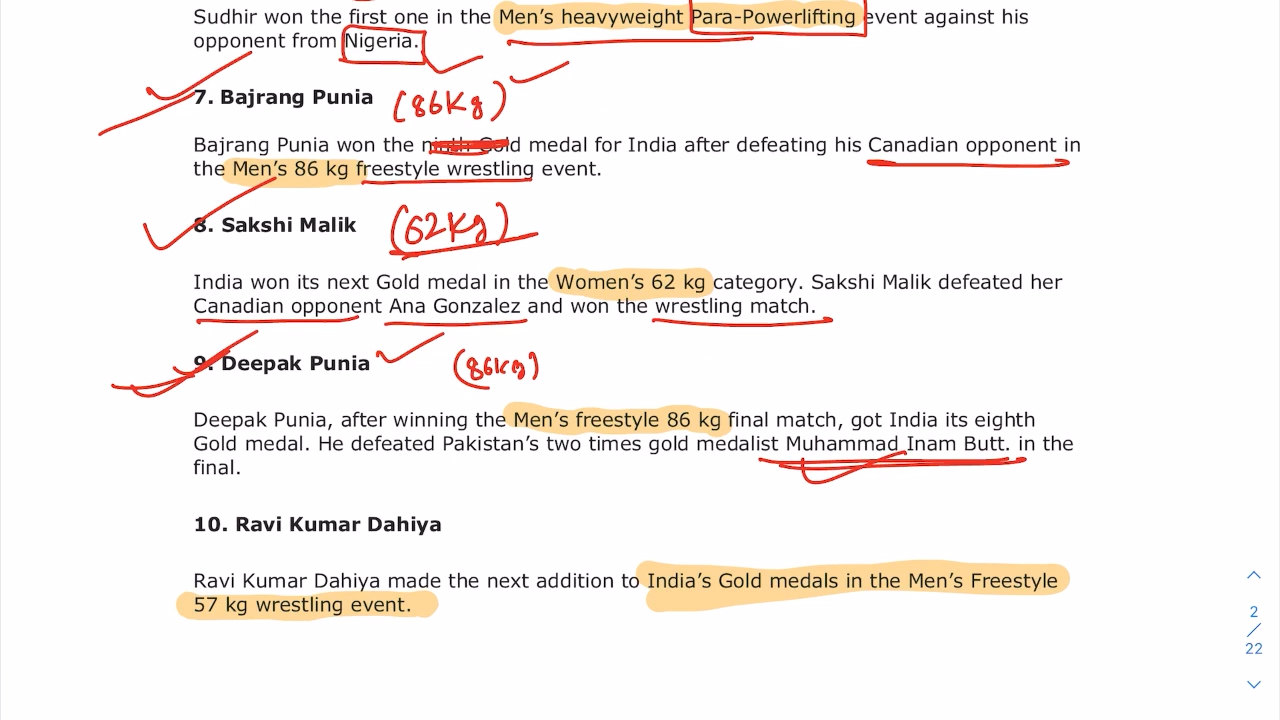 Sudhir won the first one in the Men's heavyweight Para-Powerlifting event against his
opponent from Nigeria.
7. Bajrang Punia (86Kg)
Bajrang Punia won the ninth Gold medal for India after defeating his Canadian opponent in
the Men's 86 kg freestyle wrestling event.
8. Sakshi Malik (62Kg)
India won its next Gold medal in the Women's 62 kg category. Sakshi Malik defeated her
Canadian opponent Ana Gonzalez and won the wrestling match.
9. Deepak Punia (86Kg)
Deepak Punia, after winning the Men's freestyle 86 kg final match, got India its eighth
Gold medal. He defeated Pakistan's two times gold medalist Muhammad Inam Butt. in the
final.
10. Ravi Kumar Dahiya
Ravi Kumar Dahiya made the next addition to India's Gold medals in the Men's Freestyle
57 kg wrestling event.
2
/
22